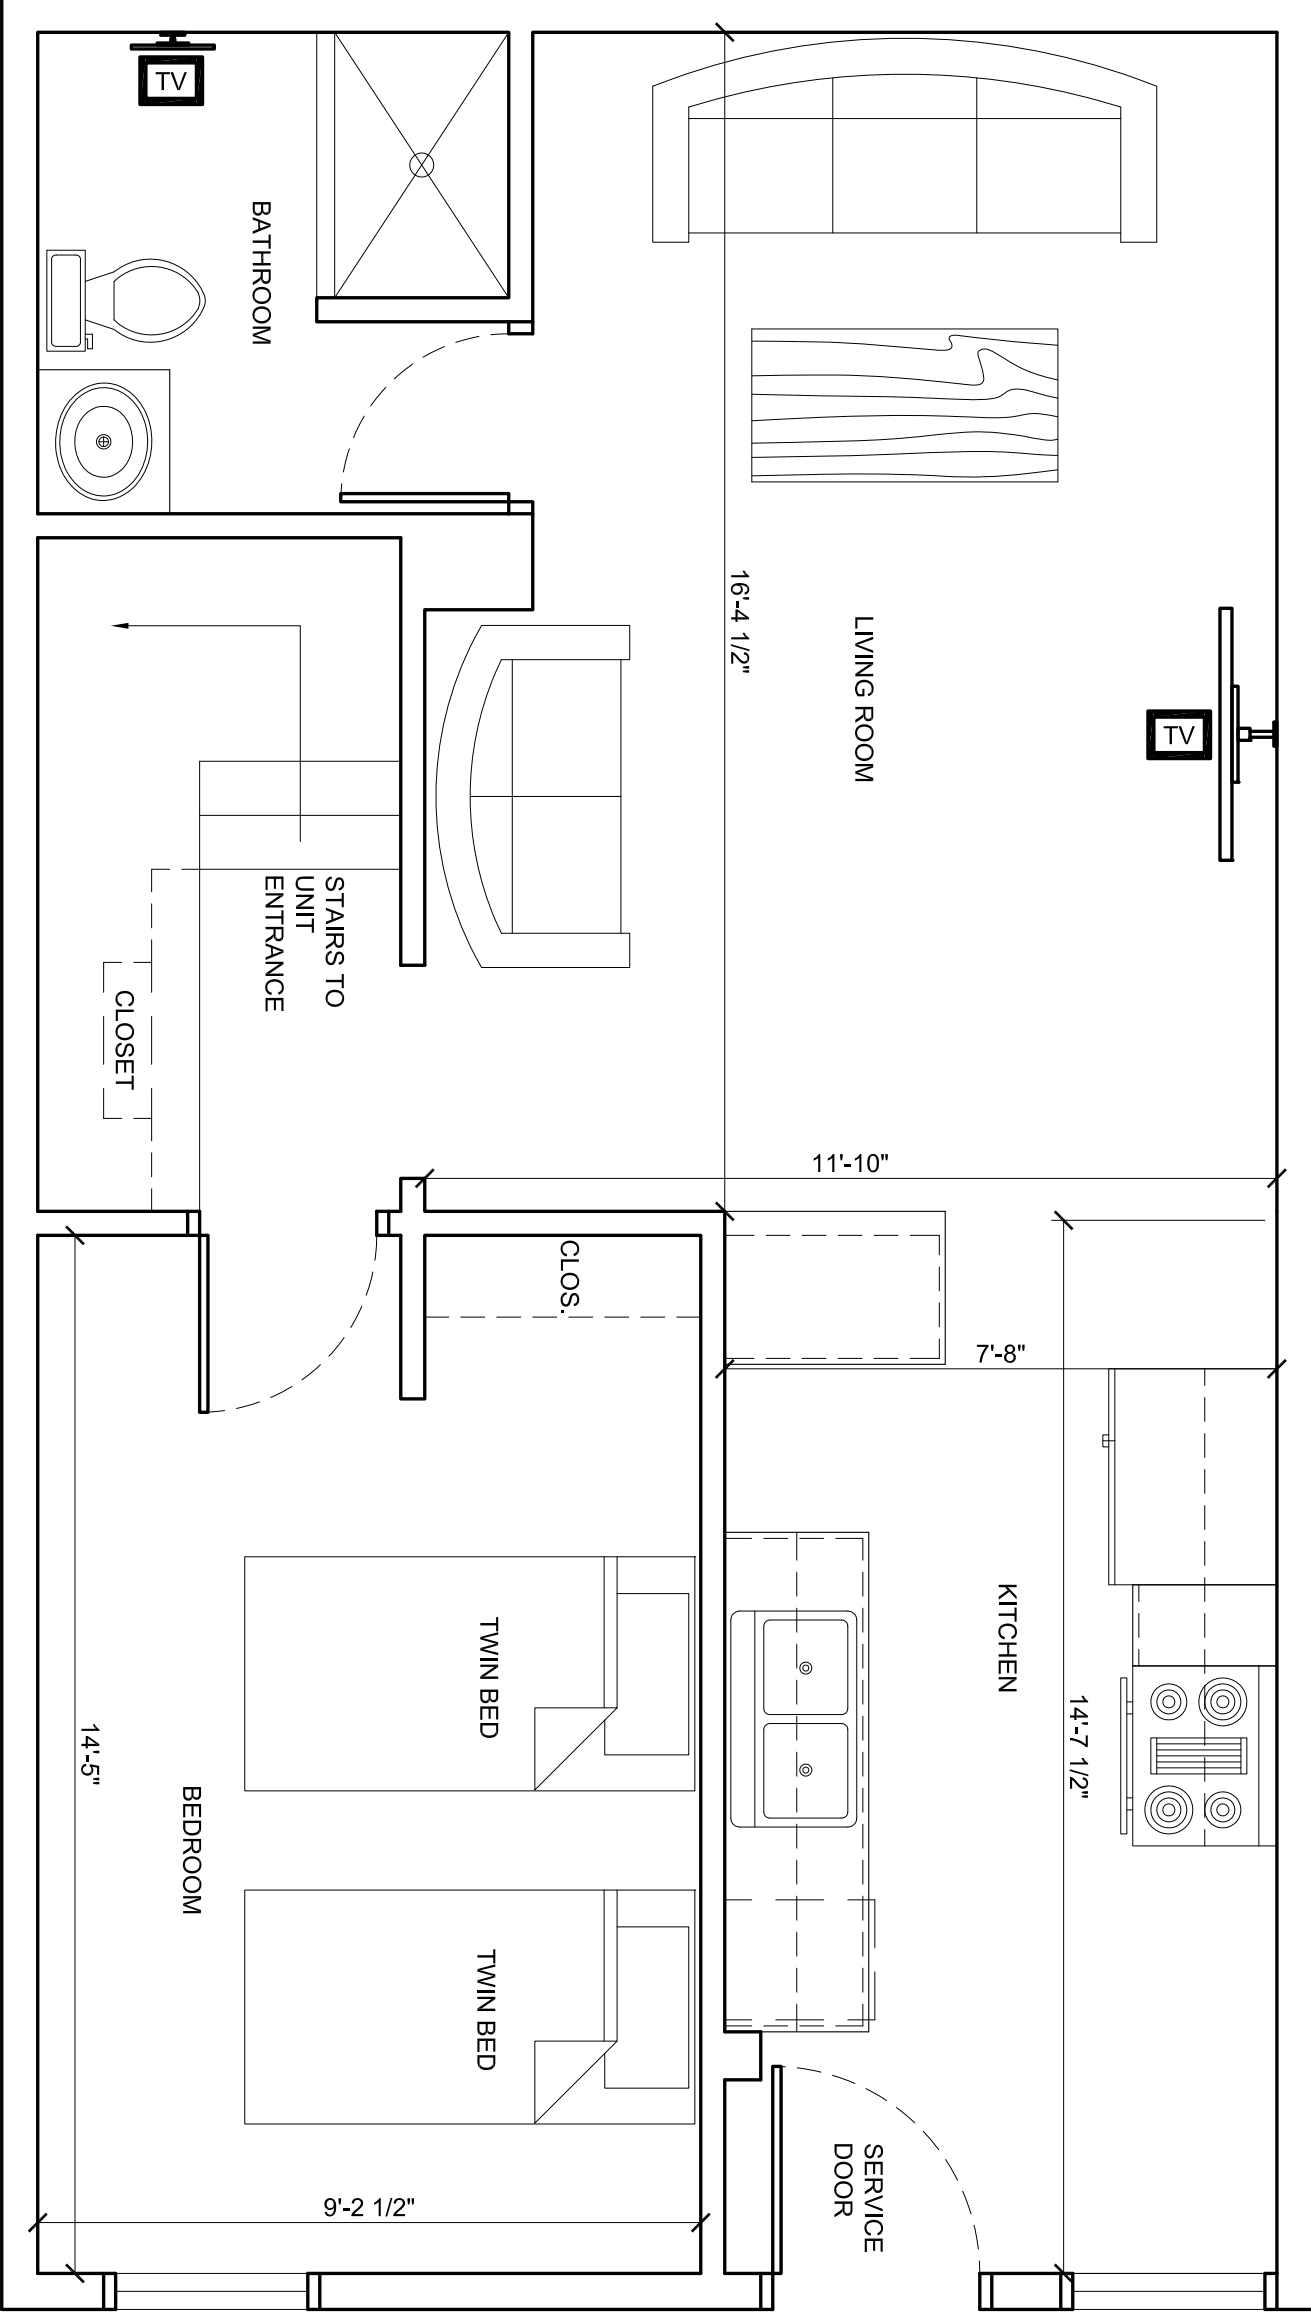 TV
BATHROOM
16'-4 1/2"
LIVING ROOM
TV
STAIRS TO
UNIT
ENTRANCE
CLOSET
11'-10"
CLOS.
7'-8"
KITCHEN
14'-7 1/2"
TWIN BED
14'-5"
BEDROOM
TWIN BED
SERVICE
DOOR
9'-2 1/2"